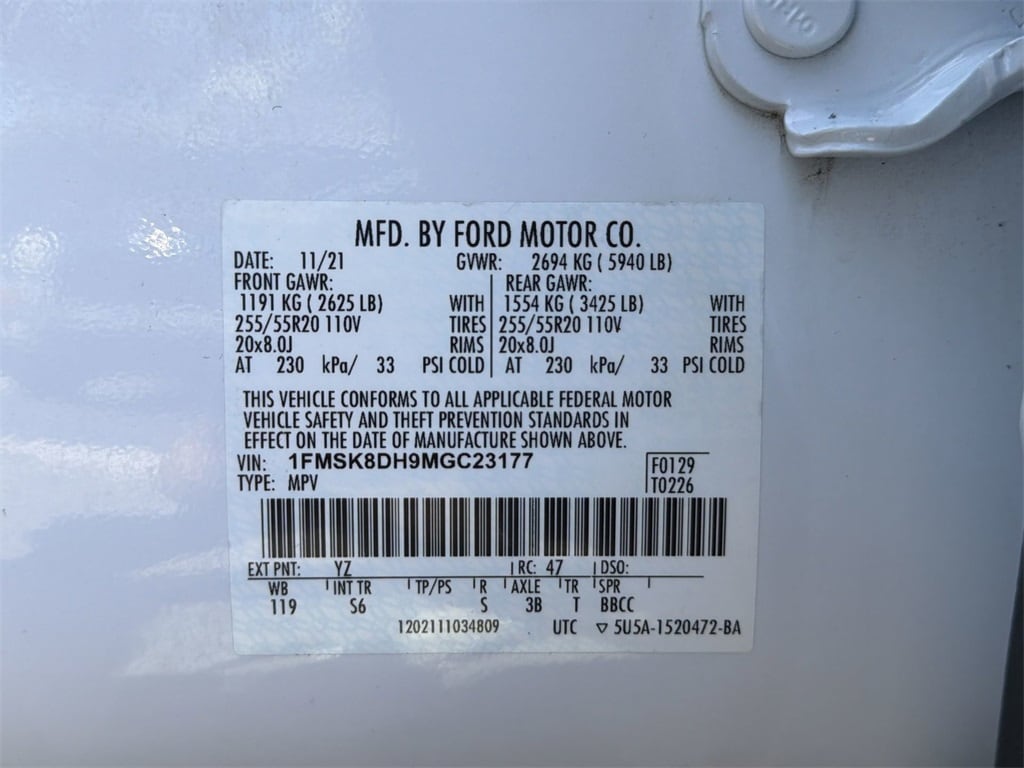 MFD. BY FORD MOTOR CO.
DATE: 11/21 GVWR: 2694 KG ( 5940 LB)
FRONT GAWR: REAR GAWR:
1191 KG ( 2625 LB) WITH 1554 KG ( 3425 LB) WITH
255/55R20 110V TIRES 255/55R20 110V TIRES
20x8.0J RIMS 20x8.0J RIMS
AT 230 kPa/ 33 PSI COLD AT 230 kPa/ 33 PSI COLD
THIS VEHICLE CONFORMS TO ALL APPLICABLE FEDERAL MOTOR
VEHICLE SAFETY AND THEFT PREVENTION STANDARDS IN
EFFECT ON THE DATE OF MANUFACTURE SHOWN ABOVE.
VIN: 1FMSK8DH9MGC23177 F0129
TYPE: MPV T0226
EXT PNT: YZ RC: 47 DSO:
WB INT TR TP/PS R AXLE TR SPR
119 S6 S 3B T BBCC
1202111034809 UTC ▽ 5U5A-1520472-BA